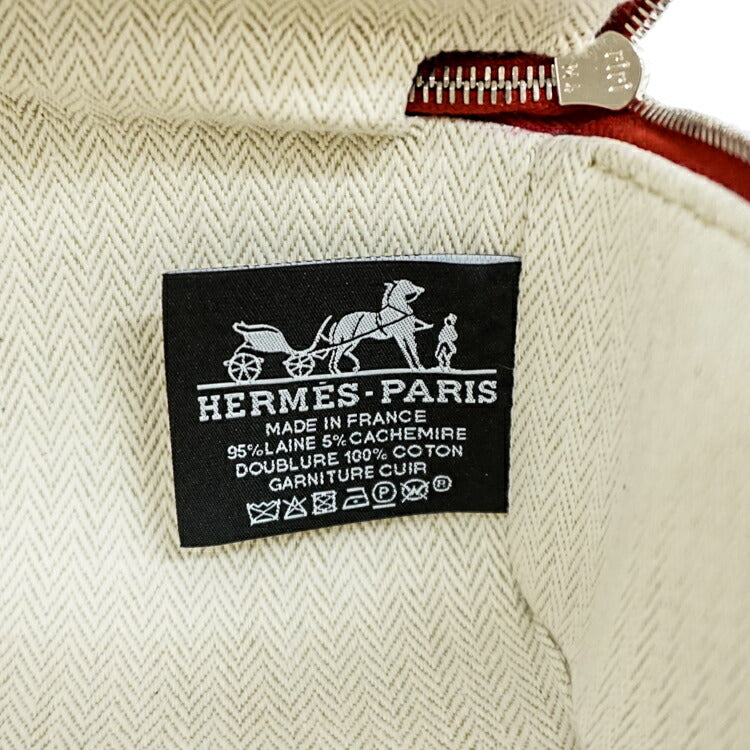 HERMÈS-PARIS
MADE IN FRANCE
95%LAINE 5%CACHEMIRE
DOUBLURE 100% COTON
GARNITURE CUIR
P W ®